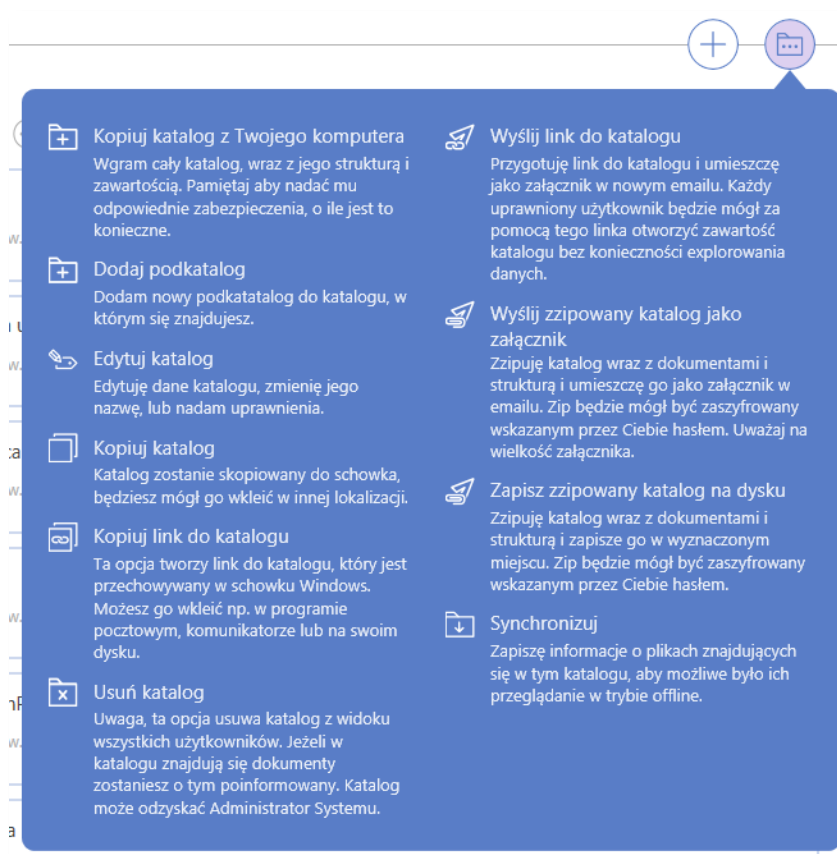 Kopiuj katalog z Twojego komputera
Wgram cały katalog, wraz z jego strukturą i
zawartością. Pamiętaj aby nadać mu
odpowiednie zabezpieczenia, o ile jest to
konieczne.
Dodaj podkatalog
Dodam nowy podkatatalog do katalogu, w
którym się znajdujesz.
Edytuj katalog
Edytuję dane katalogu, zmienię jego
nazwę, lub nadam uprawnienia.
Kopiuj katalog
Katalog zostanie skopiowany do schowka,
będziesz mógł go wkleić w innej lokalizacji.
Kopiuj link do katalogu
Ta opcja tworzy link do katalogu, który jest
przechowywany w schowku Windows.
Możesz go wkleić np. w programie
pocztowym, komunikatorze lub na swoim
dysku.
Usuń katalog
Uwaga, ta opcja usuwa katalog z widoku
wszystkich użytkowników. Jeżeli w
katalogu znajdują się dokumenty
zostaniesz o tym poinformowany. Katalog
może odzyskać Administrator Systemu.
Wyślij link do katalogu
Przygotuję link do katalogu i umieszczę
jako załącznik w nowym emailu. Każdy
uprawniony użytkownik będzie mógł za
pomocą tego linka otworzyć zawartość
katalogu bez konieczności explorowania
danych.
Wyślij zzipowany katalog jako
załącznik
Zzipuję katalog wraz z dokumentami i
strukturą i umieszczę go jako załącznik w
emailu. Zip będzie mógł być zaszyfrowany
wskazanym przez Ciebie hasłem. Uważaj na
wielkość załącznika.
Zapisz zzipowany katalog na dysku
Zzipuję katalog wraz z dokumentami i
strukturą i zapisze go w wyznaczonym
miejscu. Zip będzie mógł być zaszyfrowany
wskazanym przez Ciebie hasłem.
Synchronizuj
Zapiszę informacje o plikach znajdujących
się w tym katalogu, aby możliwe było ich
przeglądanie w trybie offline.